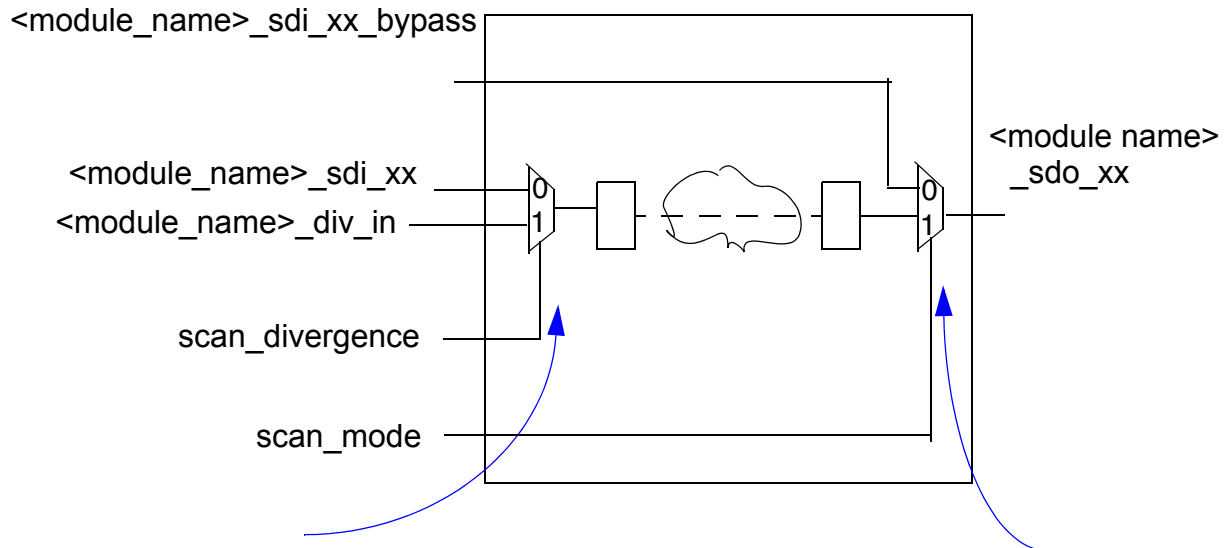 <module_name>_sdi_xx_bypass
<module name>
_sdo_xx
<module_name>_sdi_xx
0
0
<module_name>_div_in
1
1
scan_divergence
scan_mode